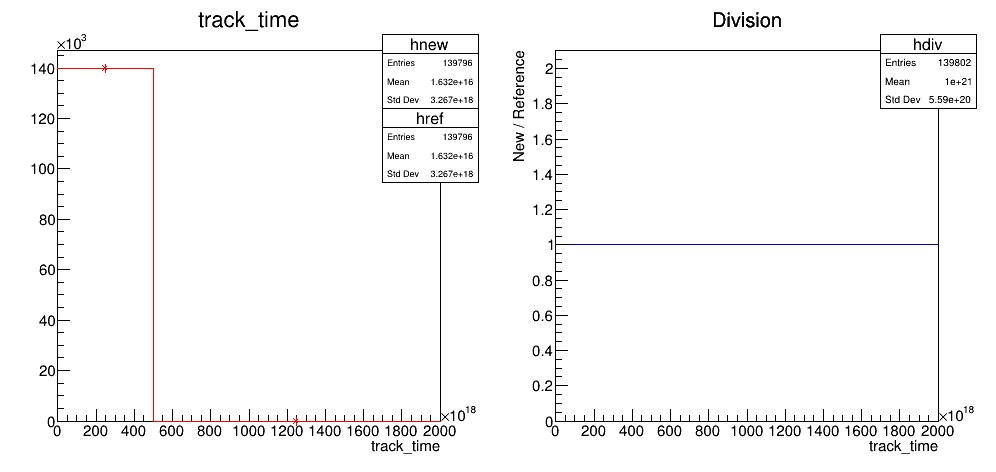 track_time
×10³
hnew
Entries 139796
Mean 1.632e+16
Std Dev 3.267e+18
href
Entries 139796
Mean 1.632e+16
Std Dev 3.267e+18
140
120
100
80
60
40
20
0
0 200 400 600 800 1000 1200 1400 1600 1800 2000
×10¹⁸
track_time
Division
hdiv
Entries 139802
Mean 1e+21
Std Dev 5.59e+20
New / Reference
2
1.8
1.6
1.4
1.2
1
0.8
0.6
0.4
0.2
0
0 200 400 600 800 1000 1200 1400 1600 1800 2000
×10¹⁸
track_time